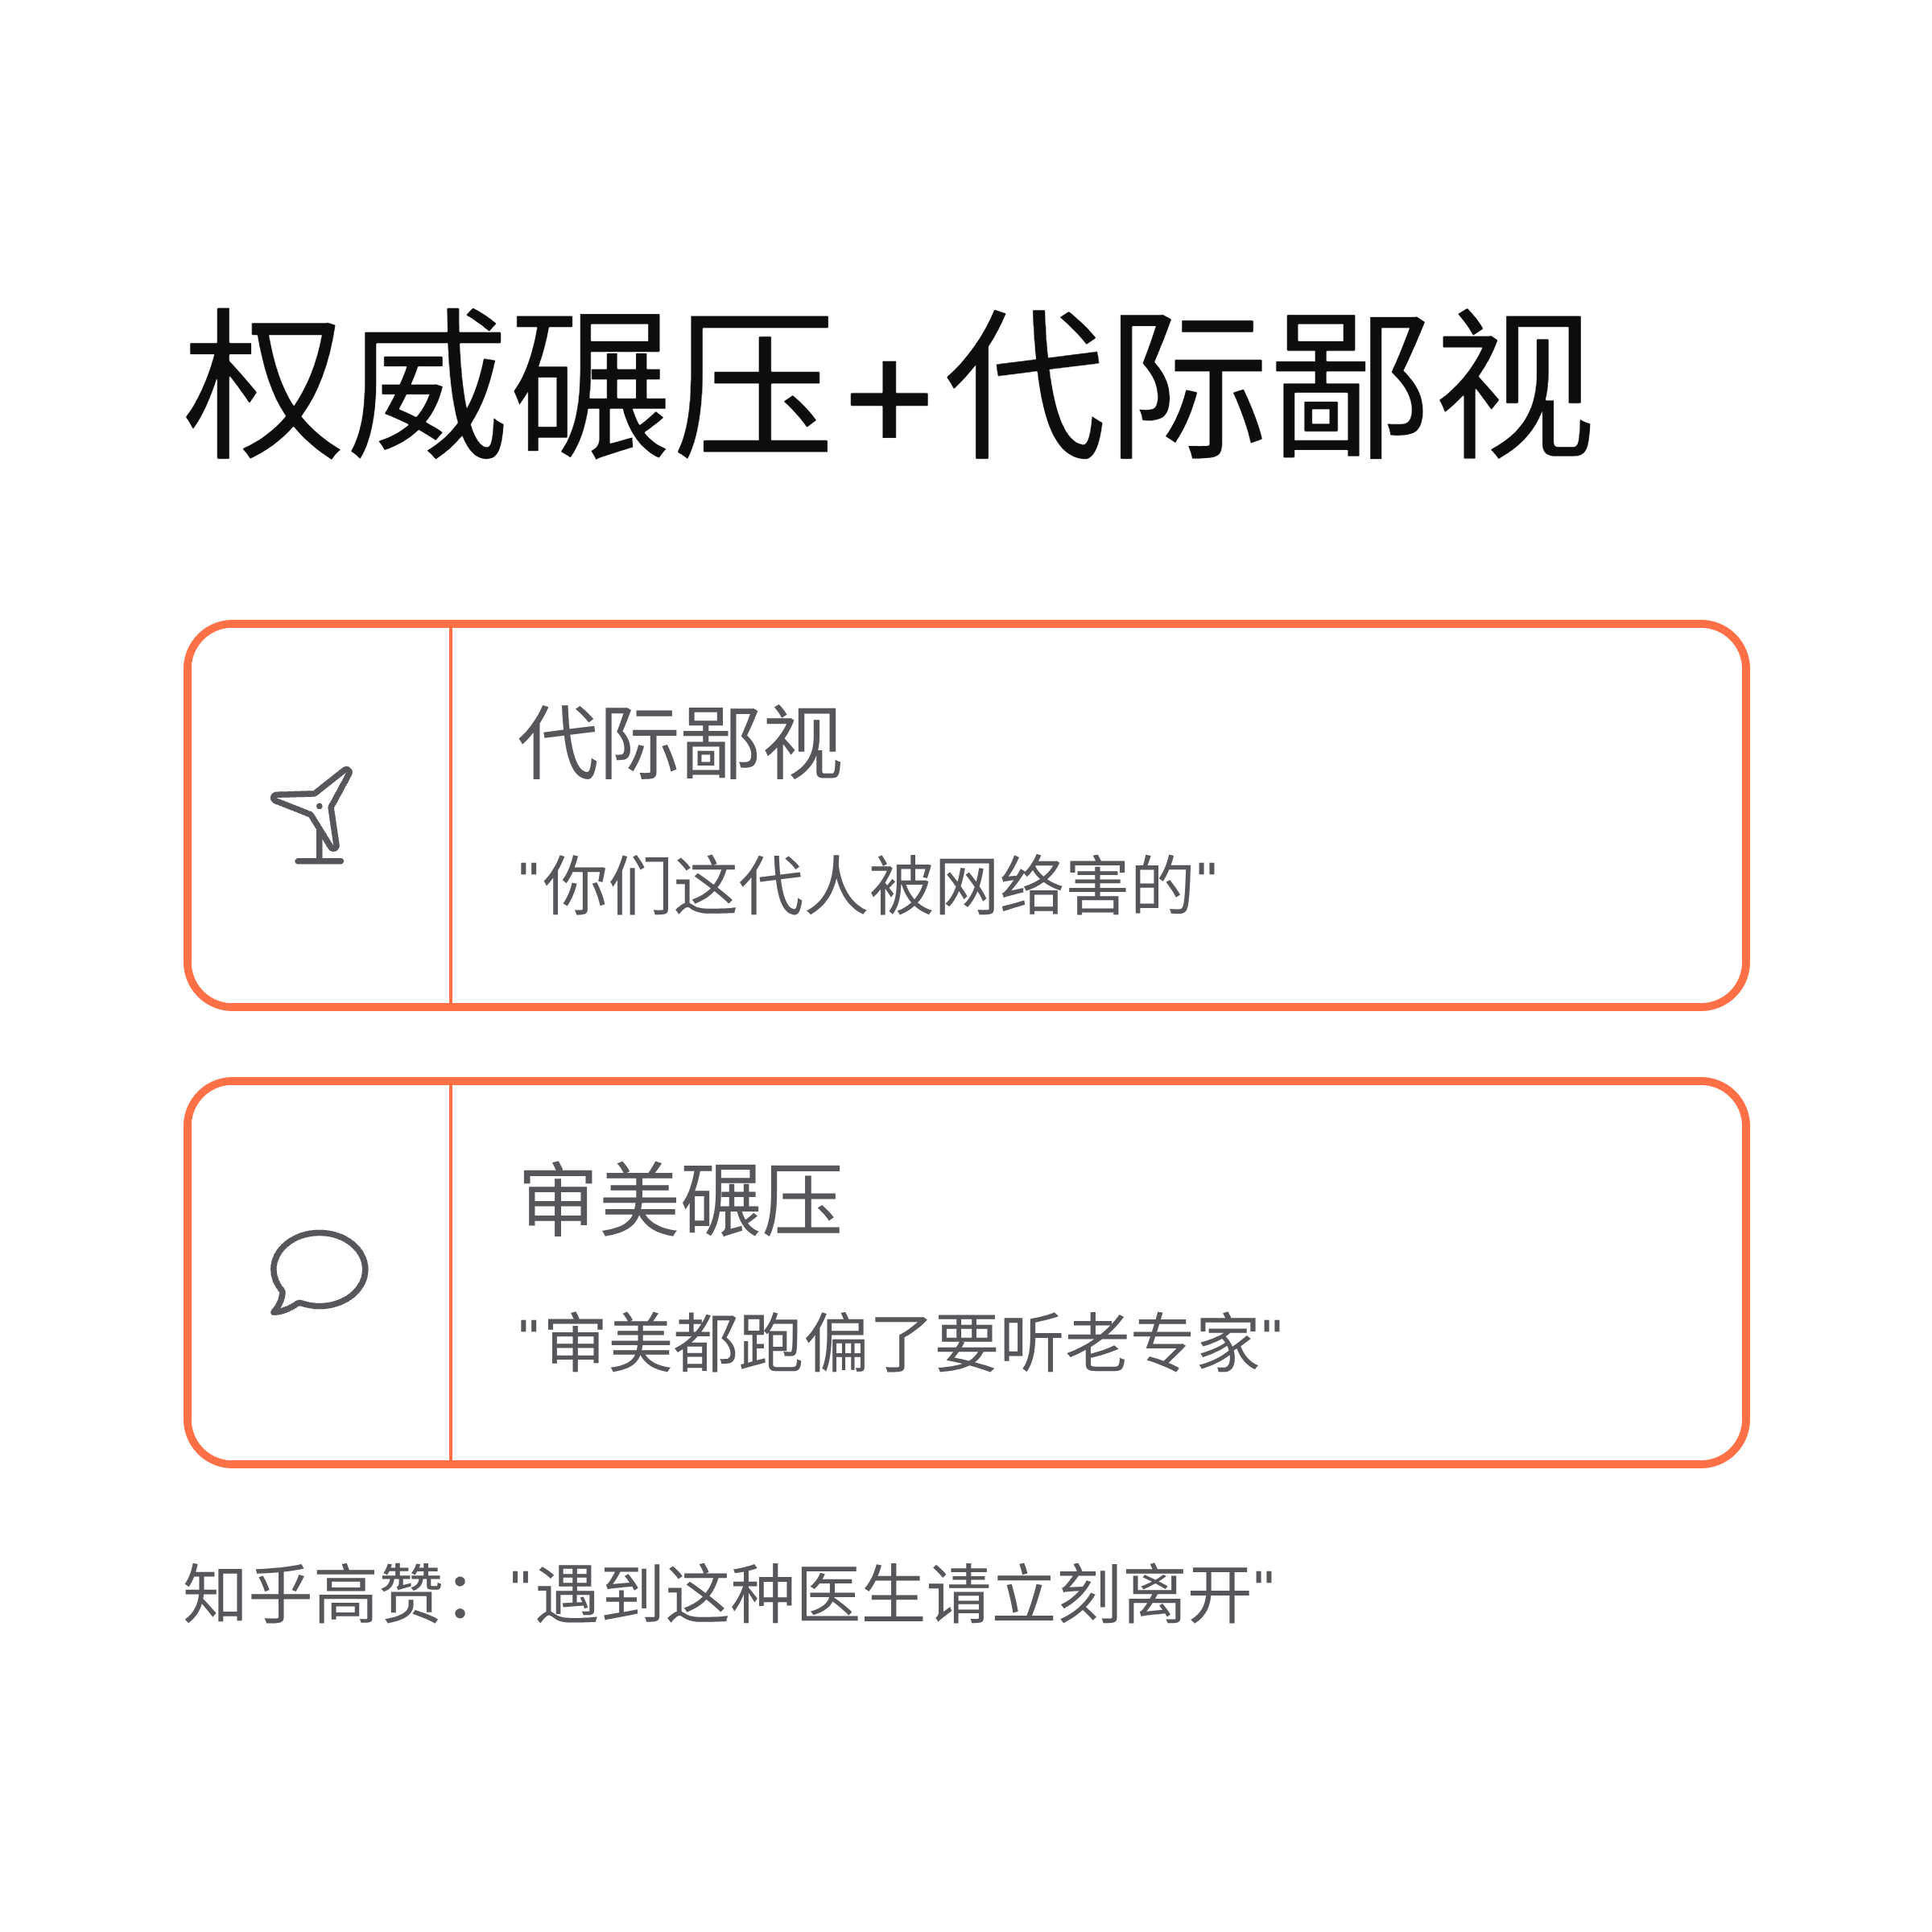 权威碾压+代际鄙视
代际鄙视
"你们这代人被网络害的"
审美碾压
"审美被带偏了要听老专家"
知乎高赞："遇到这种医生请立刻离开"